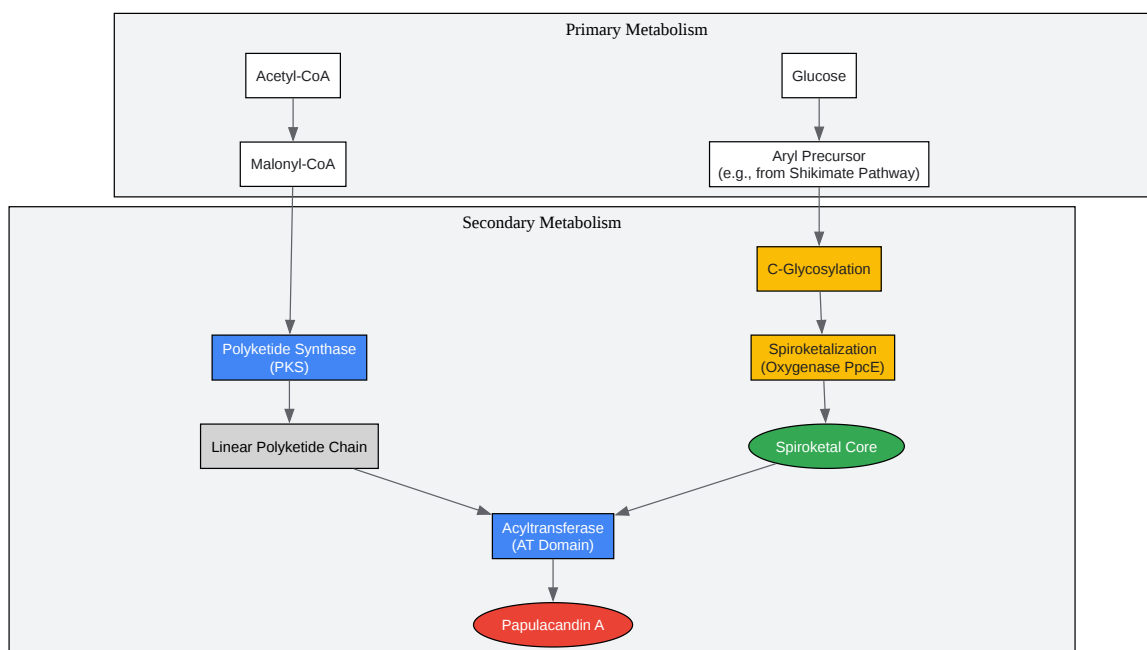 Primary Metabolism
Acetyl-CoA
Glucose
Malonyl-CoA
Aryl Precursor
(e.g., from Shikimate Pathway)
Secondary Metabolism
C-Glycosylation
Polyketide Synthase
(PKS)
Spiroketalization
(Oxygenase PpcE)
Linear Polyketide Chain
Spiroketal Core
Acyltransferase
(AT Domain)
Papulacandin A